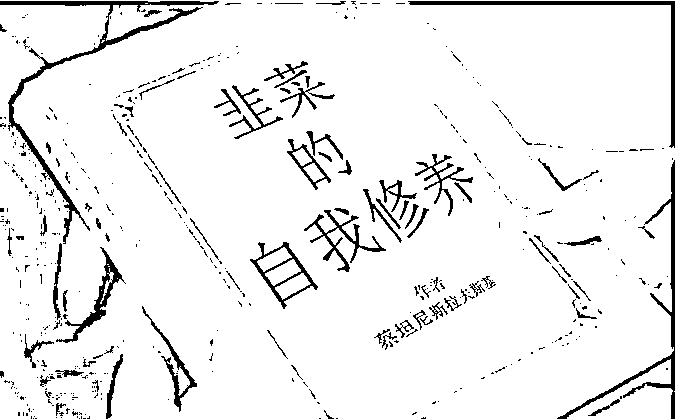 韭菜
的
自我修养
作者
蔡坦尼斯拉夫斯基